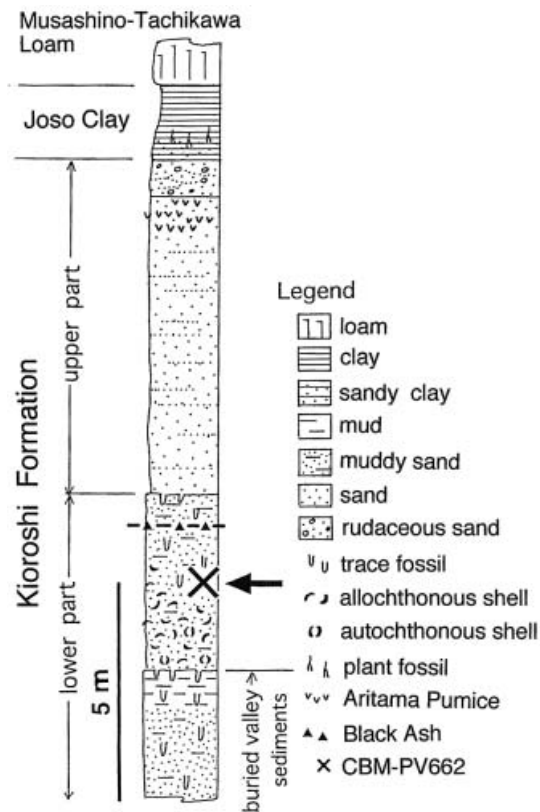 Musashino-Tachikawa
Loam
Joso Clay
Kioroshi Formation
upper part
lower part
5 m
buried valley
sediments
Legend
loam
clay
sandy clay
mud
muddy sand
sand
rudaceous sand
trace fossil
allochthonous shell
autochthonous shell
plant fossil
Aritama Pumice
Black Ash
CBM-PV662